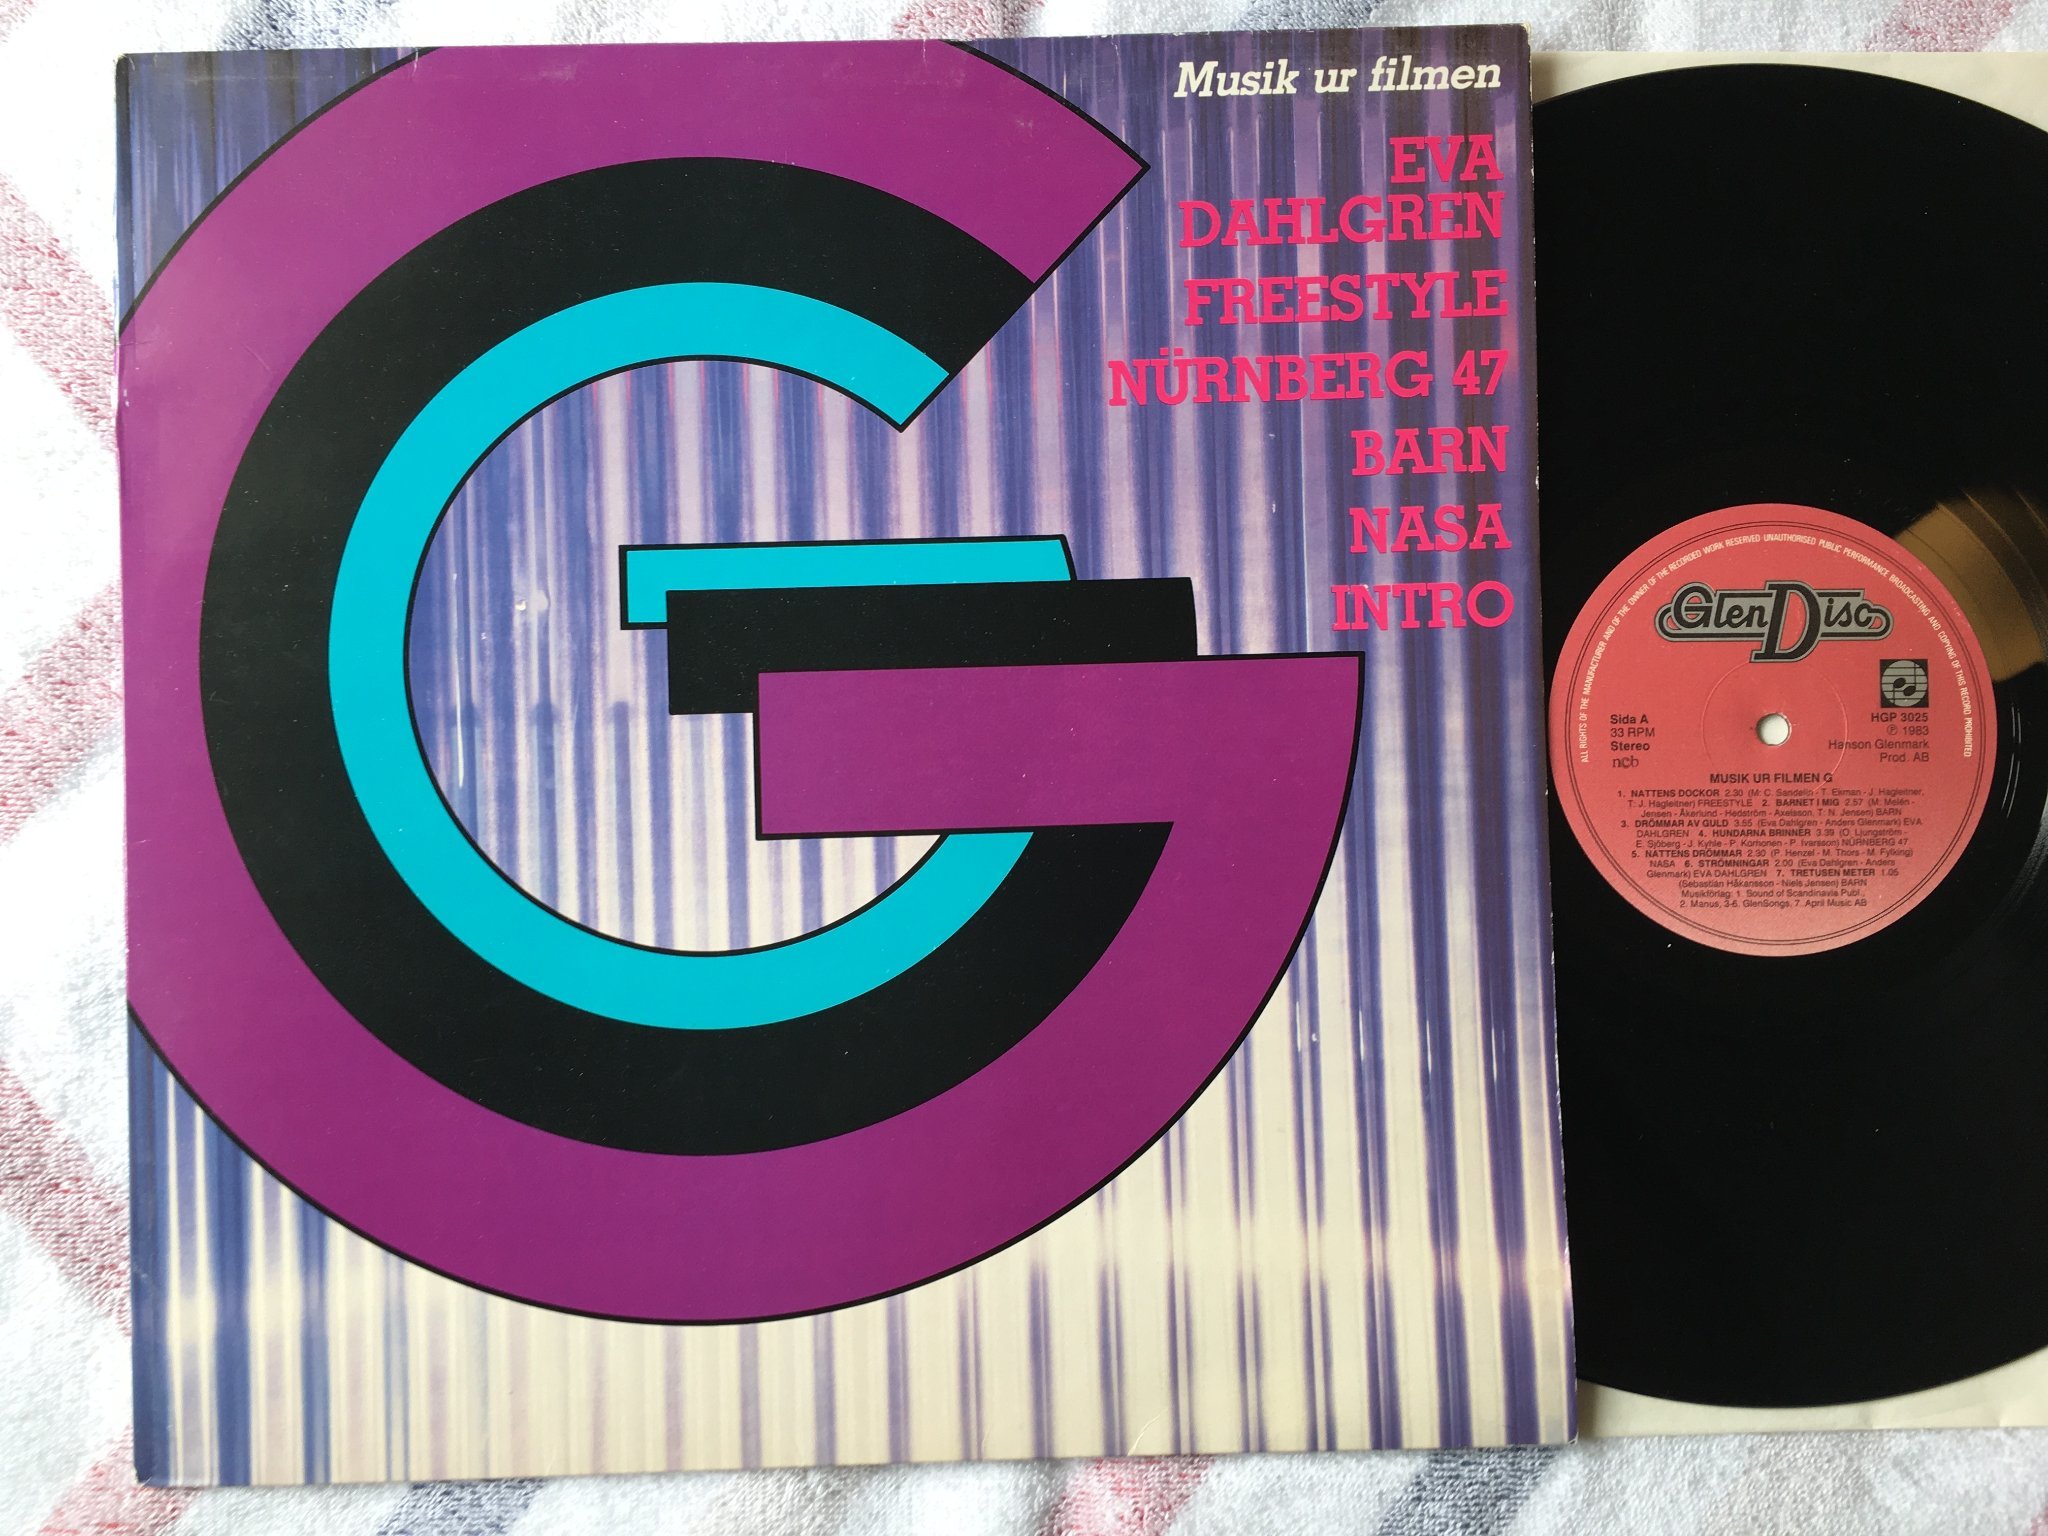 Musik ur filmen
EVA
DAHLGREN
FREESTYLE
NÜRNBERG 47
BARN
NASA
INTRO
G
ALL RIGHTS OF THE MANUFACTURER AND OF THE OWNER OF THE RECORDED WORK RESERVED UNAUTHORISED PUBLIC PERFORMANCE BROADCASTING AND COPYING OF THIS RECORD PROHIBITED
GlenDisc
Sida A
33 RPM
Stereo
ncb
HGP 3025
℗ 1983
Hanson Glenmark
Prod. AB
MUSIK UR FILMEN G
1. NATTENS DOCKOR 2.30 (M: C. Sandelin - T. Ekman - J. Hagleitner,
T: J. Hagleitner) FREESTYLE 2. BARNET I MIG 2.57 (M. Melén -
Jensen - Åkerlund - Hedström - Axelsson, T: N. Jensen) BARN
3. DRÖMMAR AV GULD 3.55 (Eva Dahlgren - Anders Glenmark) EVA
DAHLGREN 4. HUNDARNA BRINNER 3.39 (O. Ljungström -
E. Sjöberg - J. Kyhle - P. Korhonen - P. Ivarsson) NÜRNBERG 47
5. NATTENS DRÖMMAR 2.30 (P. Henzel - M. Thors - M. Fylking)
NASA 6. STRÖMNINGAR 2.00 (Eva Dahlgren - Anders
Glenmark) EVA DAHLGREN 7. TRETUSEN METER 1.05
(Sebastián Håkansson - Niels Jensen) BARN
Musikförlag: 1. Sound of Scandinavia Publ.,
2. Manus, 3-6. GlenSongs, 7. April Music AB